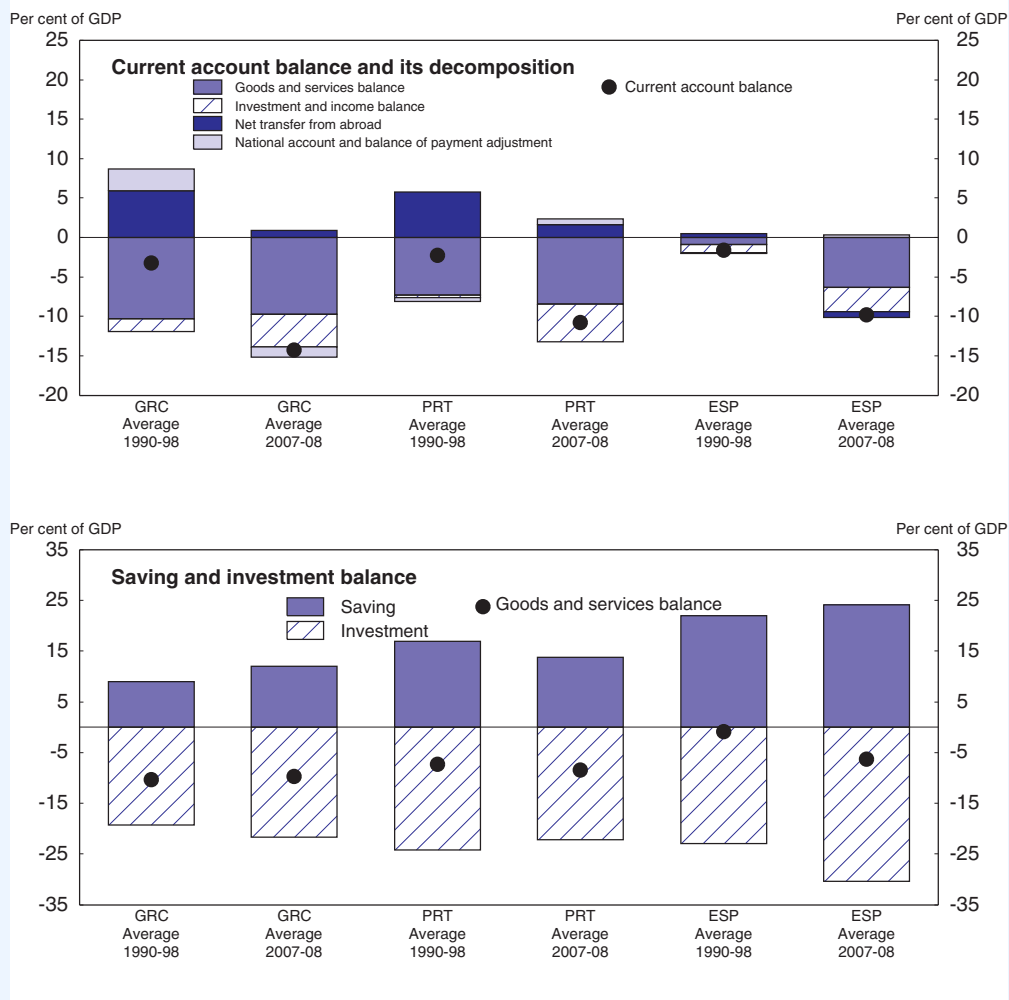 Per cent of GDP Per cent of GDP
25 25
Current account balance and its decomposition
20 20
Goods and services balance Current account balance
Investment and income balance
15 15
Net transfer from abroad
National account and balance of payment adjustment
10 10
5 5
0 0
-5 -5
-10 -10
-15 -15
-20 -20
GRC GRC PRT PRT ESP ESP
Average Average Average Average Average Average
1990-98 2007-08 1990-98 2007-08 1990-98 2007-08
Per cent of GDP Per cent of GDP
35 35
Saving and investment balance
25 25
Saving Goods and services balance
Investment
15 15
5 5
-5 -5
-15 -15
-25 -25
-35 -35
GRC GRC PRT PRT ESP ESP
Average Average Average Average Average Average
1990-98 2007-08 1990-98 2007-08 1990-98 2007-08